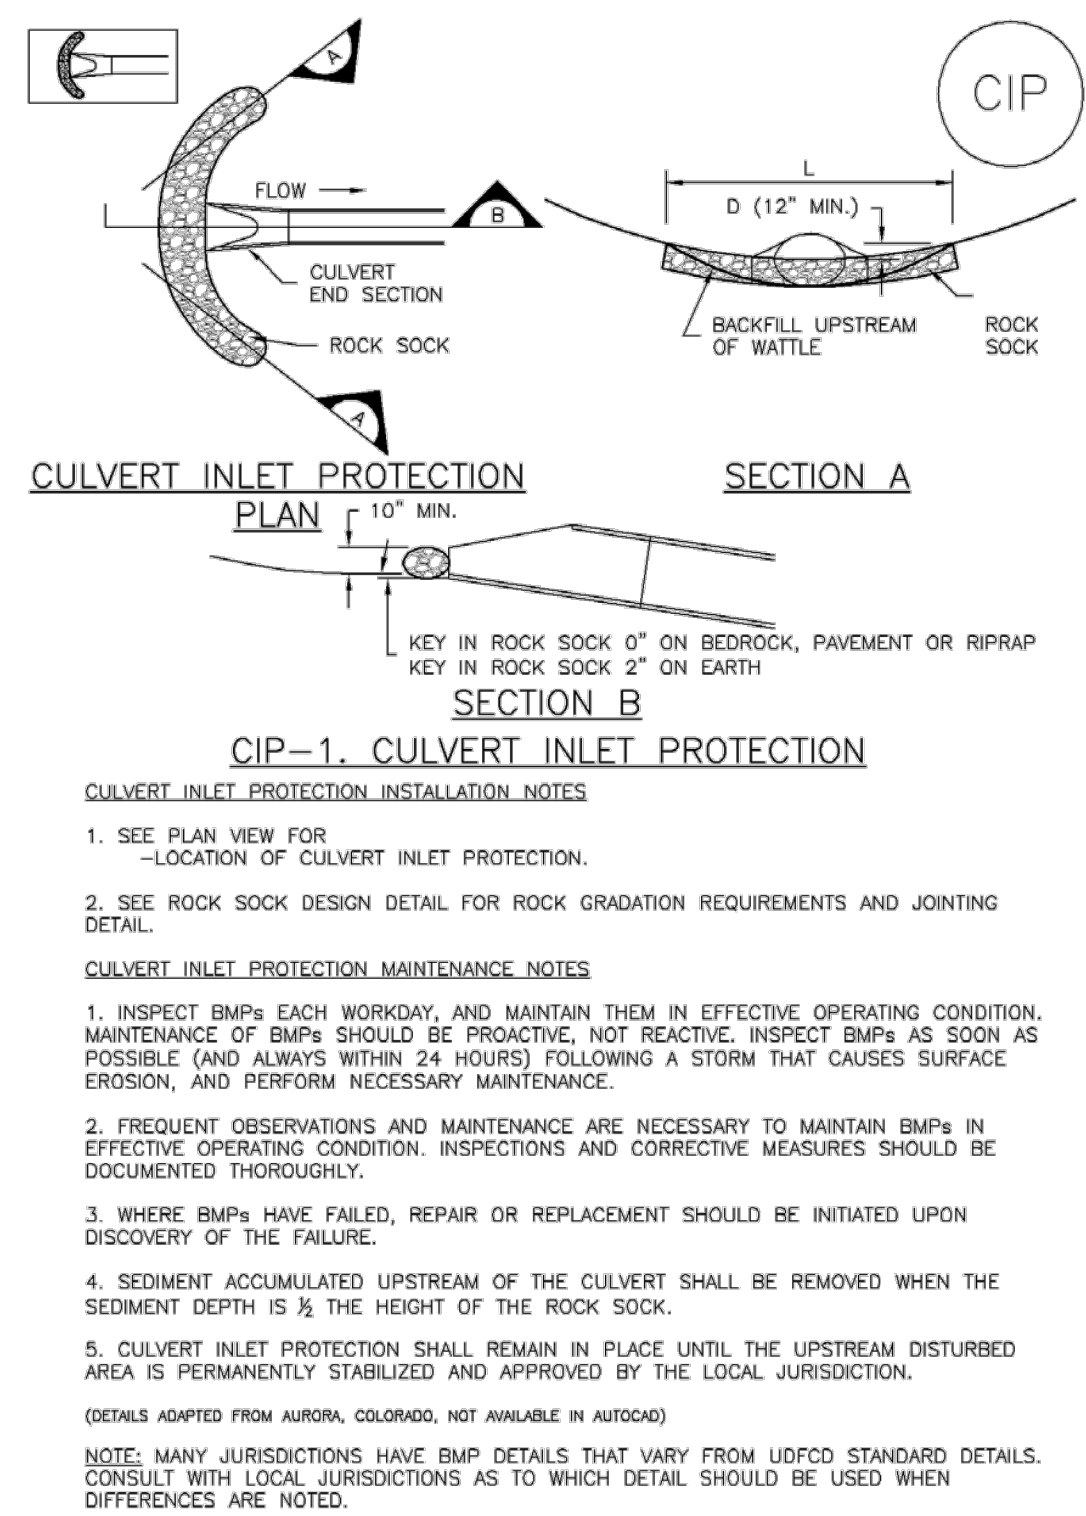 CIP
A
FLOW
B
CULVERT
END SECTION
ROCK SOCK
A
L
D (12" MIN.)
BACKFILL UPSTREAM
OF WATTLE
ROCK
SOCK
CULVERT INLET PROTECTION
PLAN
SECTION A
10" MIN.
KEY IN ROCK SOCK 0" ON BEDROCK, PAVEMENT OR RIPRAP
KEY IN ROCK SOCK 2" ON EARTH
SECTION B
CIP-1. CULVERT INLET PROTECTION
CULVERT INLET PROTECTION INSTALLATION NOTES
1. SEE PLAN VIEW FOR
-LOCATION OF CULVERT INLET PROTECTION.
2. SEE ROCK SOCK DESIGN DETAIL FOR ROCK GRADATION REQUIREMENTS AND JOINTING
DETAIL.
CULVERT INLET PROTECTION MAINTENANCE NOTES
1. INSPECT BMPs EACH WORKDAY, AND MAINTAIN THEM IN EFFECTIVE OPERATING CONDITION.
MAINTENANCE OF BMPs SHOULD BE PROACTIVE, NOT REACTIVE. INSPECT BMPs AS SOON AS
POSSIBLE (AND ALWAYS WITHIN 24 HOURS) FOLLOWING A STORM THAT CAUSES SURFACE
EROSION, AND PERFORM NECESSARY MAINTENANCE.
2. FREQUENT OBSERVATIONS AND MAINTENANCE ARE NECESSARY TO MAINTAIN BMPs IN
EFFECTIVE OPERATING CONDITION. INSPECTIONS AND CORRECTIVE MEASURES SHOULD BE
DOCUMENTED THOROUGHLY.
3. WHERE BMPs HAVE FAILED, REPAIR OR REPLACEMENT SHOULD BE INITIATED UPON
DISCOVERY OF THE FAILURE.
4. SEDIMENT ACCUMULATED UPSTREAM OF THE CULVERT SHALL BE REMOVED WHEN THE
SEDIMENT DEPTH IS ½ THE HEIGHT OF THE ROCK SOCK.
5. CULVERT INLET PROTECTION SHALL REMAIN IN PLACE UNTIL THE UPSTREAM DISTURBED
AREA IS PERMANENTLY STABILIZED AND APPROVED BY THE LOCAL JURISDICTION.
(DETAILS ADAPTED FROM AURORA, COLORADO, NOT AVAILABLE IN AUTOCAD)
NOTE: MANY JURISDICTIONS HAVE BMP DETAILS THAT VARY FROM UDFCD STANDARD DETAILS.
CONSULT WITH LOCAL JURISDICTIONS AS TO WHICH DETAIL SHOULD BE USED WHEN
DIFFERENCES ARE NOTED.